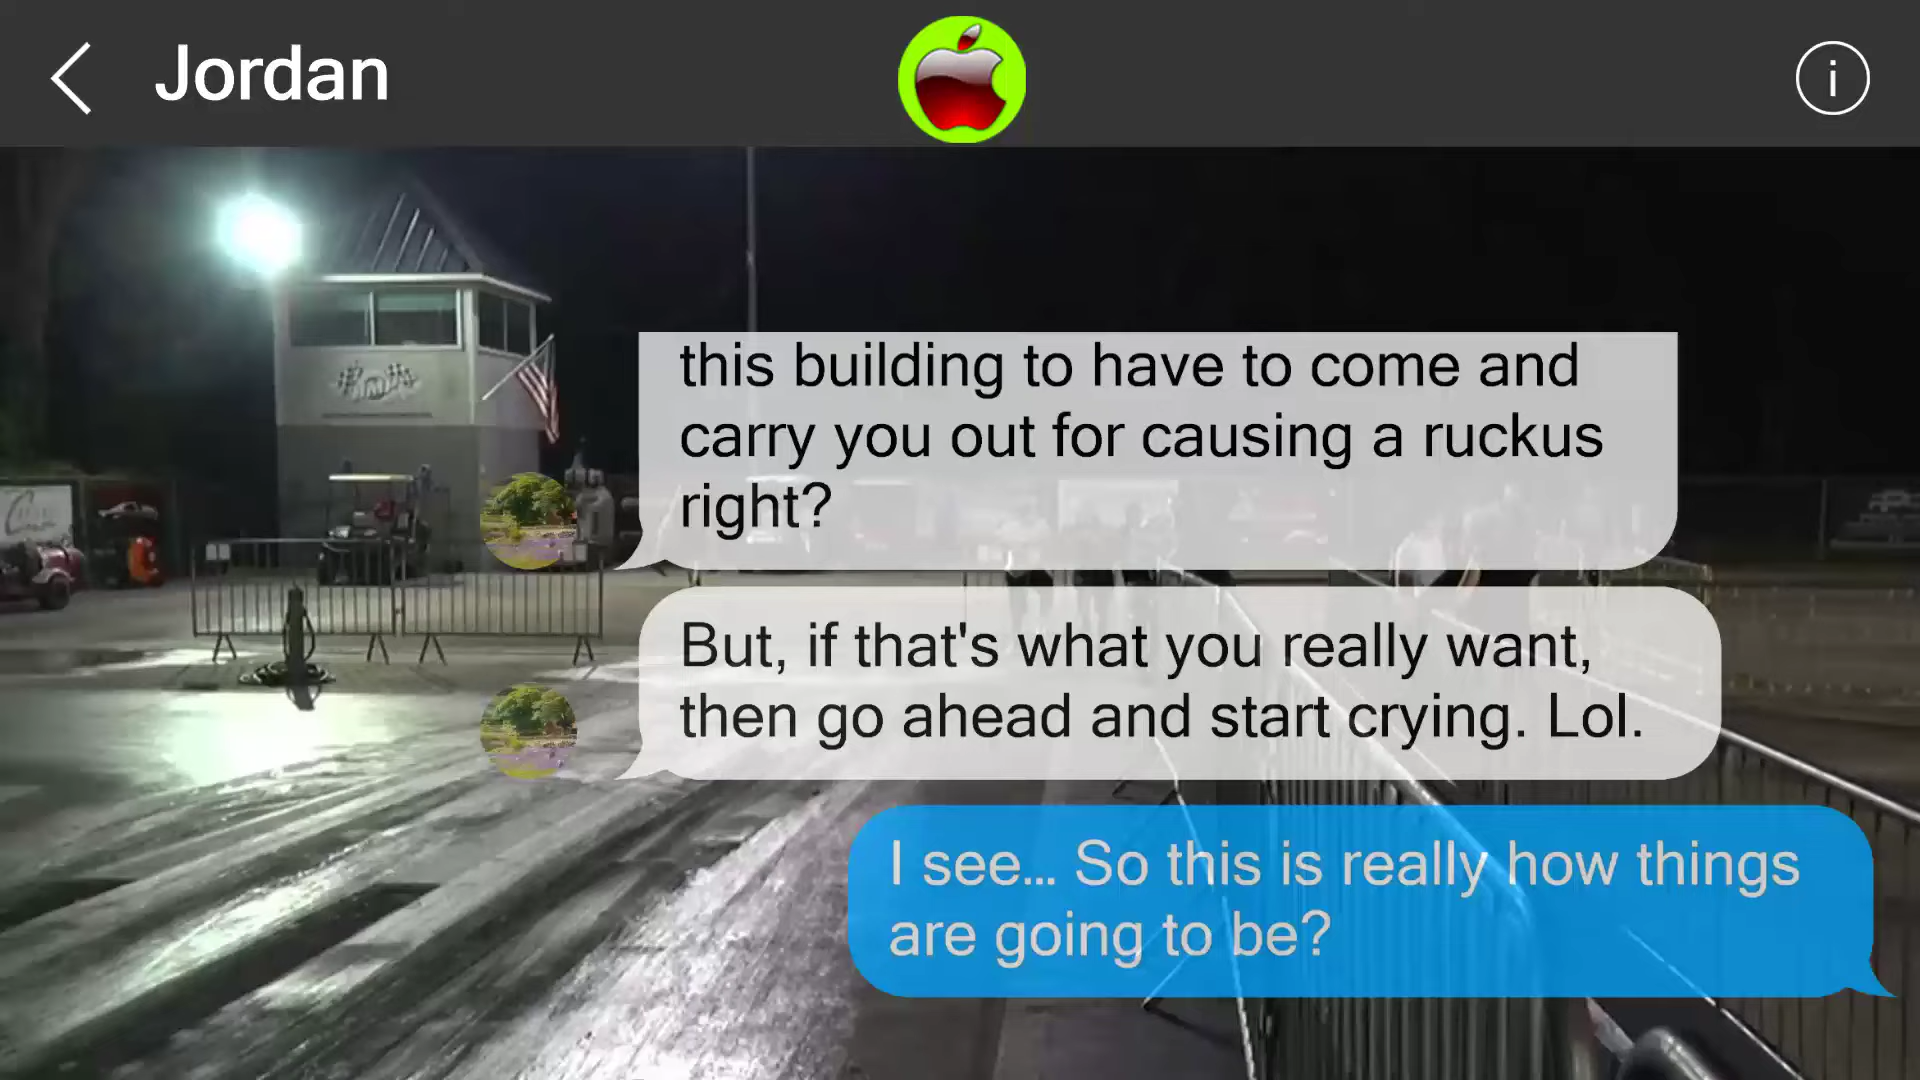 Jordan
this building to have to come and
carry you out for causing a ruckus
right?
But, if that's what you really want,
then go ahead and start crying. Lol.
I see... So this is really how things
are going to be?